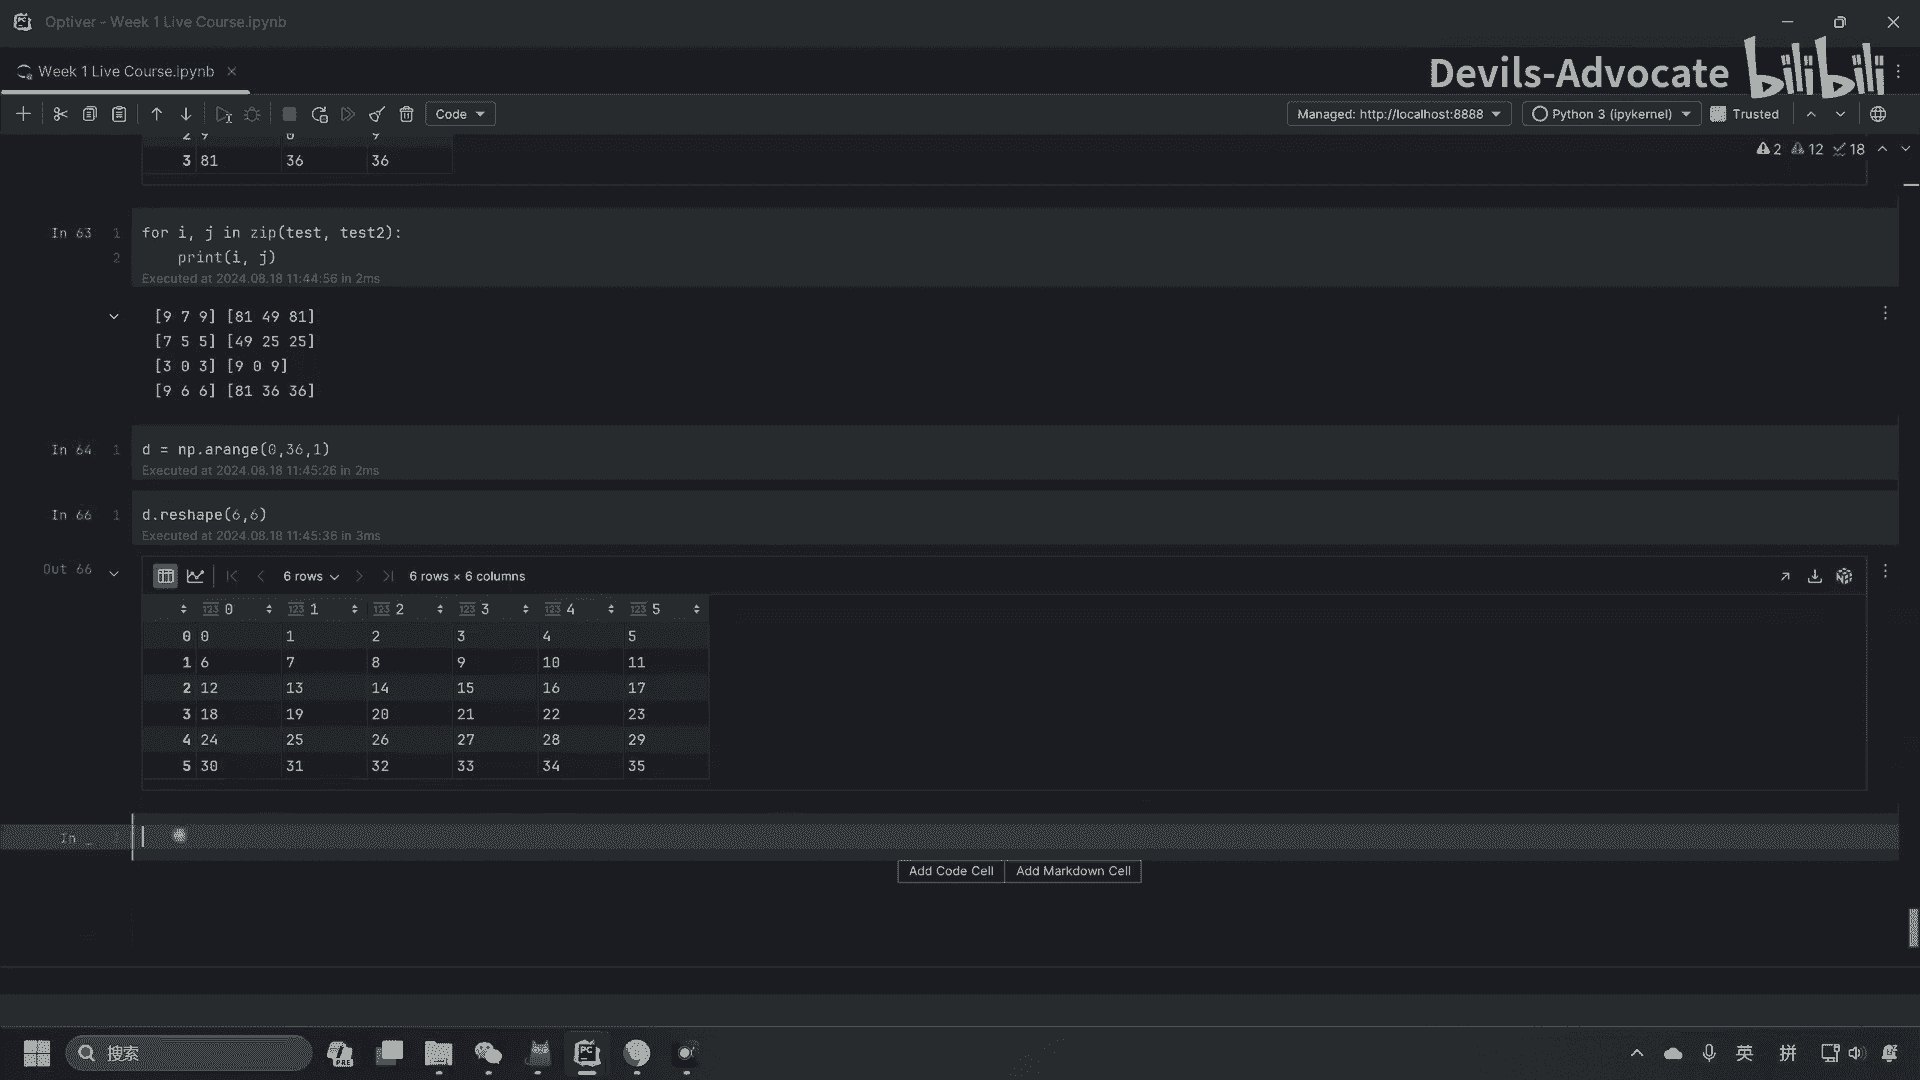 Optiver - Week 1 Live Course.ipynb
Week 1 Live Course.ipynb
Devils-Advocate bilibili
Code
Managed: http://localhost:8888
Python 3 (ipykernel)
Trusted
2 12 18
2 9 0 9
3 81 36 36
In 63
1 for i, j in zip(test, test2):
2 print(i, j)
Executed at 2024.08.18 11:44:56 in 2ms
[9 7 9] [81 49 81]
[7 5 5] [49 25 25]
[3 0 3] [9 0 9]
[9 6 6] [81 36 36]
In 64 1 d = np.arange(0,36,1)
Executed at 2024.08.18 11:45:26 in 2ms
In 66 1 d.reshape(6,6)
Executed at 2024.08.18 11:45:36 in 3ms
Out 66
6 rows 6 rows × 6 columns
123 0 123 1 123 2 123 3 123 4 123 5
0 0 1 2 3 4 5
1 6 7 8 9 10 11
2 12 13 14 15 16 17
3 18 19 20 21 22 23
4 24 25 26 27 28 29
5 30 31 32 33 34 35
In _ 1
Add Code Cell Add Markdown Cell
搜索
PRE
PC
英
拼